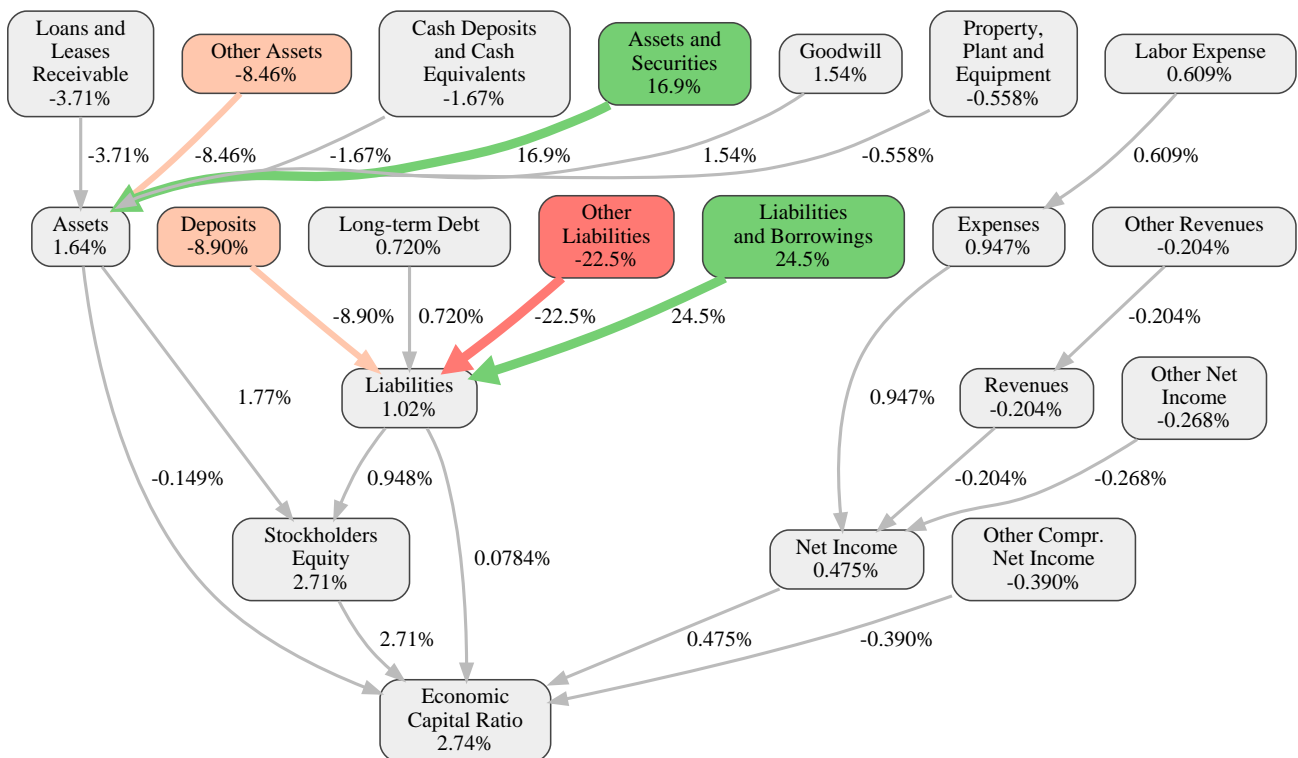 Loans and
Leases
Receivable
-3.71%
Other Assets
-8.46%
Cash Deposits
and Cash
Equivalents
-1.67%
Assets and
Securities
16.9%
Goodwill
1.54%
Property,
Plant and
Equipment
-0.558%
Labor Expense
0.609%
-3.71%
-8.46%
-1.67%
16.9%
1.54%
-0.558%
0.609%
Assets
1.64%
Deposits
-8.90%
Long-term Debt
0.720%
Other
Liabilities
-22.5%
Liabilities
and Borrowings
24.5%
Expenses
0.947%
Other Revenues
-0.204%
-8.90%
0.720%
-22.5%
24.5%
-0.204%
Liabilities
1.02%
Revenues
-0.204%
Other Net
Income
-0.268%
1.77%
0.947%
-0.149%
0.948%
-0.204%
-0.268%
Stockholders
Equity
2.71%
0.0784%
Net Income
0.475%
Other Compr.
Net Income
-0.390%
2.71%
0.475%
-0.390%
Economic
Capital Ratio
2.74%